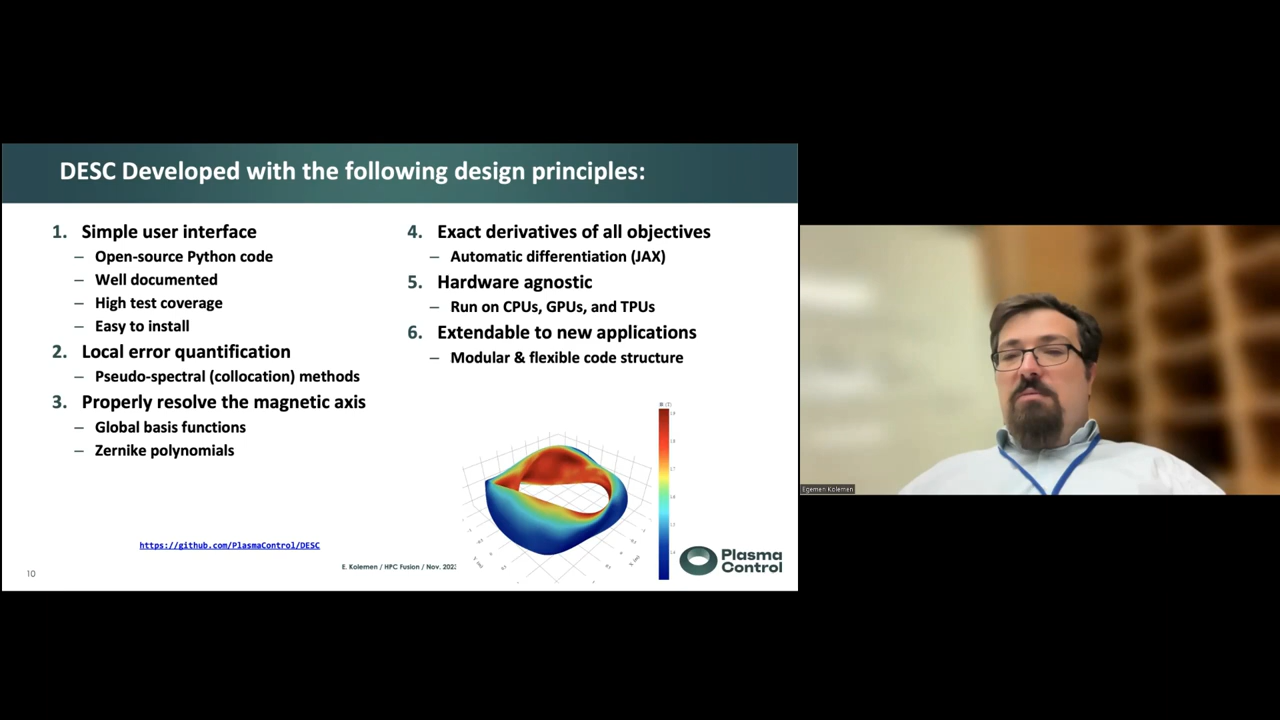 DESC Developed with the following design principles:
1. Simple user interface
– Open-source Python code
– Well documented
– High test coverage
– Easy to install
2. Local error quantification
– Pseudo-spectral (collocation) methods
3. Properly resolve the magnetic axis
– Global basis functions
– Zernike polynomials
4. Exact derivatives of all objectives
– Automatic differentiation (JAX)
5. Hardware agnostic
– Run on CPUs, GPUs, and TPUs
6. Extendable to new applications
– Modular & flexible code structure
https://github.com/PlasmaControl/DESC
E. Kolemen / HPC Fusion / Nov.
10
Plasma
Control
Egemen Kolemen